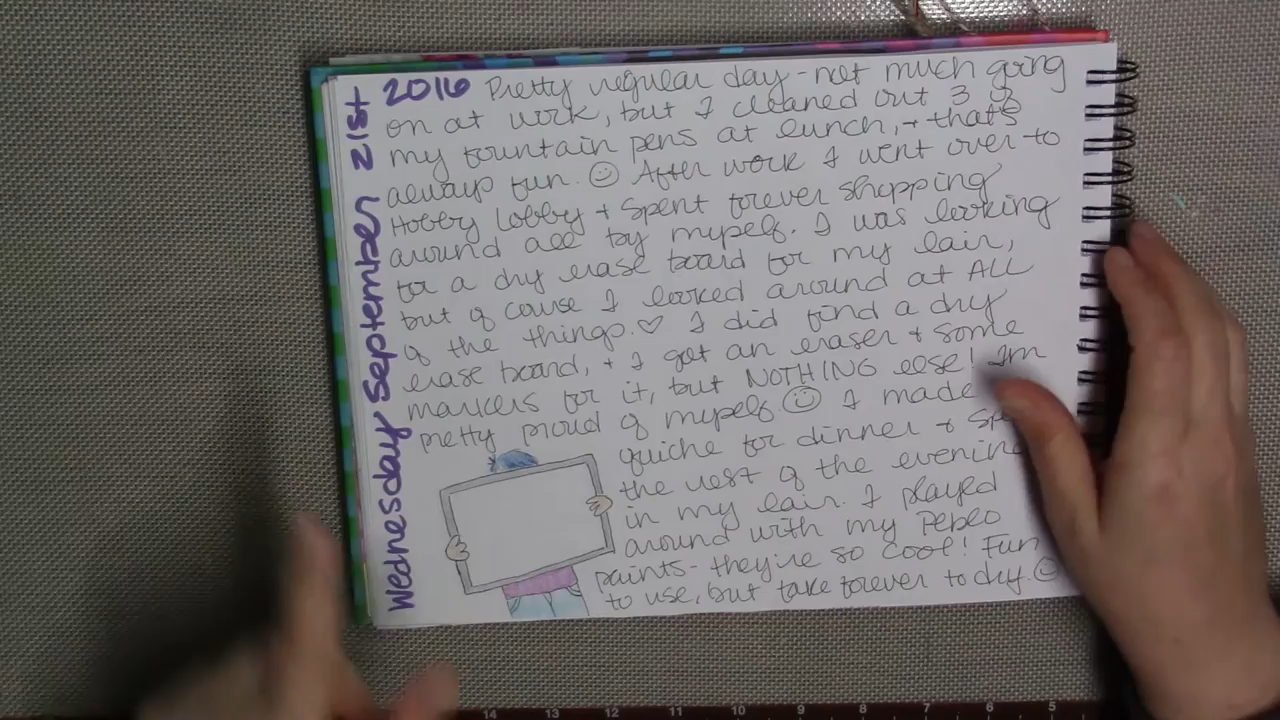 Wednesday September 21st
2016 Pretty regular day - not much going
on at work, but I cleaned out 3 of
my fountain pens at lunch, + that's
always fun. ☺ After work I went over to
Hobby Lobby + spent forever shopping
around all by myself. I was looking
for a dry erase board for my lair,
but of couse I looked around at ALL
of the things. ♡ I did find a dry
erase board, + I got an eraser + some
markers for it, but NOTHING else! I'm
pretty proud of myself. ☺ I made
quiche for dinner +
the rest of the evening
in my lair. I played
around with my Pebeo
paints - they're so cool! Fun
to use, but take forever to dry. ☺
14 13 12 11 10 9 8 7 6 5